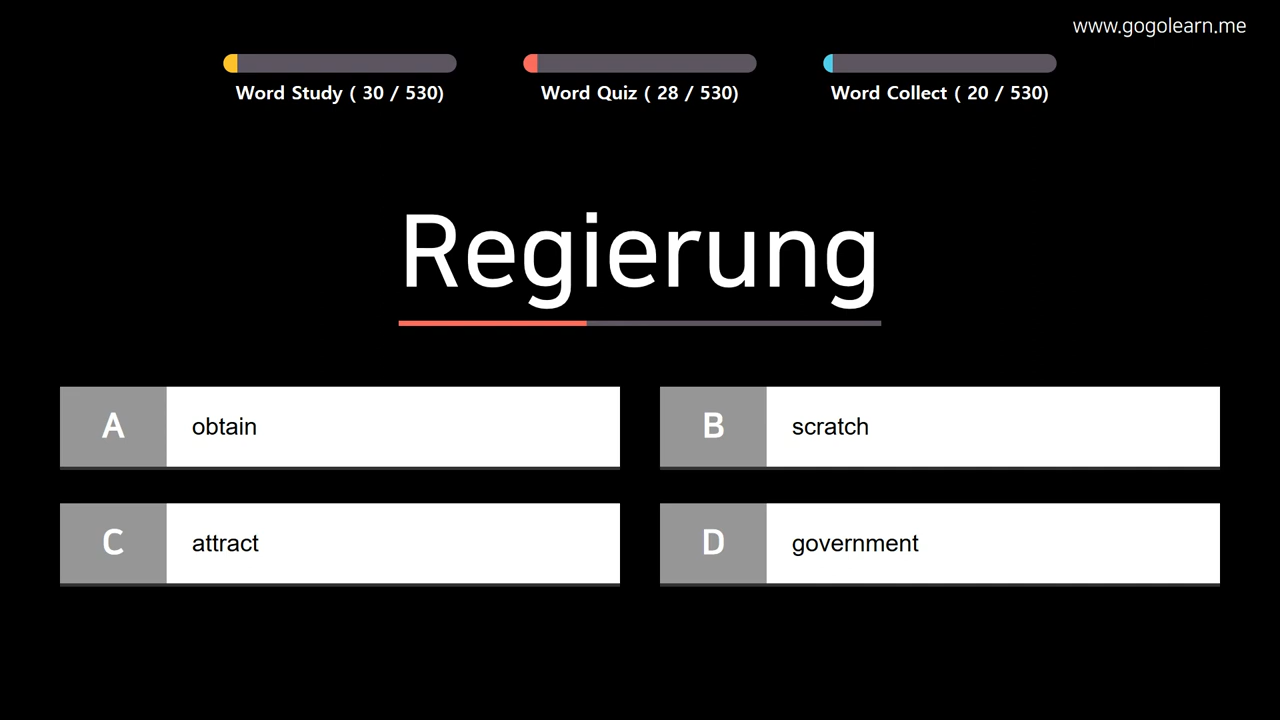 www.gogolearn.me
Word Study ( 30 / 530)
Word Quiz ( 28 / 530)
Word Collect ( 20 / 530)
Regierung
A obtain
B scratch
C attract
D government